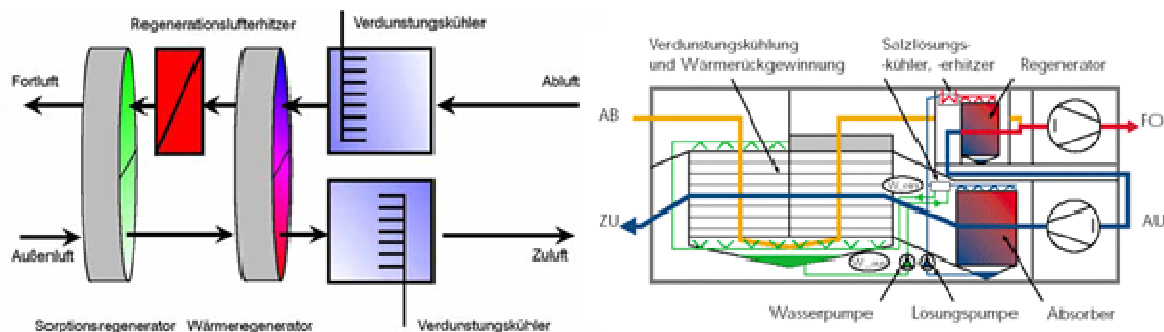 Regenerationslufterhitzer
Verdunstungskühler
Fortluft
Abluft
Außenluft
Zuluft
Sorptionsregenerator
Wärmeregenerator
Verdunstungskühler
Verdunstungskühlung
und Wärmerückgewinnung
Salzlösungs-
-kühler, -erhitzer
Regenerator
AB
FO
ZU
AU
Wasserpumpe
Lösungspumpe
Absorber